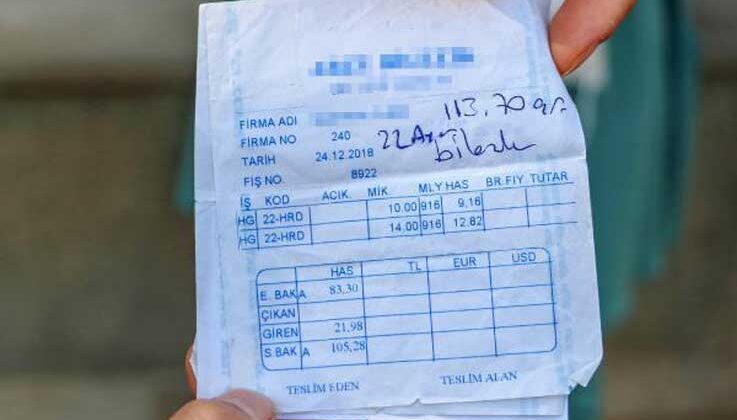 113.70 gr.
22 Ayar
bilezik
FİRMA ADI
FİRMA NO 240
TARİH 24.12.2018
FİŞ NO. 8922
İŞ KOD AÇIK. MİK MLY HAS BR.FİY TUTAR
HG 22-HRD 10.00 916 9,16
HG 22-HRD 14.00 916 12.82
HAS TL EUR USD
E. BAK A 83,30
ÇIKAN
GİREN 21,98
S.BAK A 105,28
TESLİM EDEN TESLİM ALAN